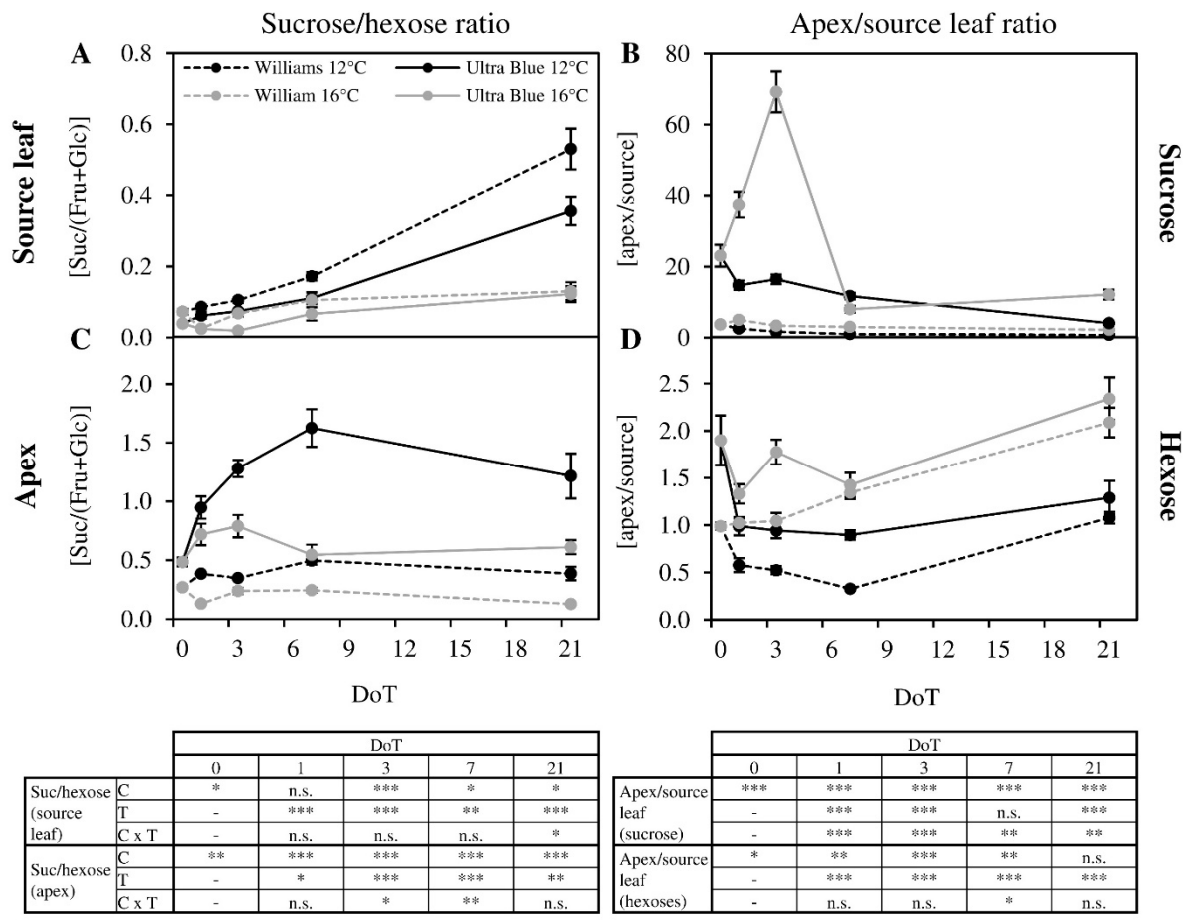 Sucrose/hexose ratio
Apex/source leaf ratio
A
B
Williams 12°C
Ultra Blue 12°C
William 16°C
Ultra Blue 16°C
Source leaf
[Suc/(Fru+Glc)]
0.8
0.6
0.4
0.2
0.0
[apex/source]
80
60
40
20
0
Sucrose
C
D
Apex
[Suc/(Fru+Glc)]
2.0
1.5
1.0
0.5
0.0
[apex/source]
2.5
2.0
1.5
1.0
0.5
0.0
Hexose
0 3 6 9 12 15 18 21
0 3 6 9 12 15 18 21
DoT
DoT
DoT
0 1 3 7 21
Suc/hexose (source leaf)
C * n.s. *** * *
T - *** *** ** ***
C x T - n.s. n.s. n.s. *
Suc/hexose (apex)
C ** *** *** *** ***
T - * *** *** **
C x T - n.s. * ** n.s.
DoT
0 1 3 7 21
Apex/source leaf (sucrose)
C *** *** *** *** ***
T - *** *** n.s. ***
C x T - *** *** ** **
Apex/source leaf (hexoses)
C * ** *** ** n.s.
T - *** *** *** ***
C x T - n.s. n.s. * n.s.